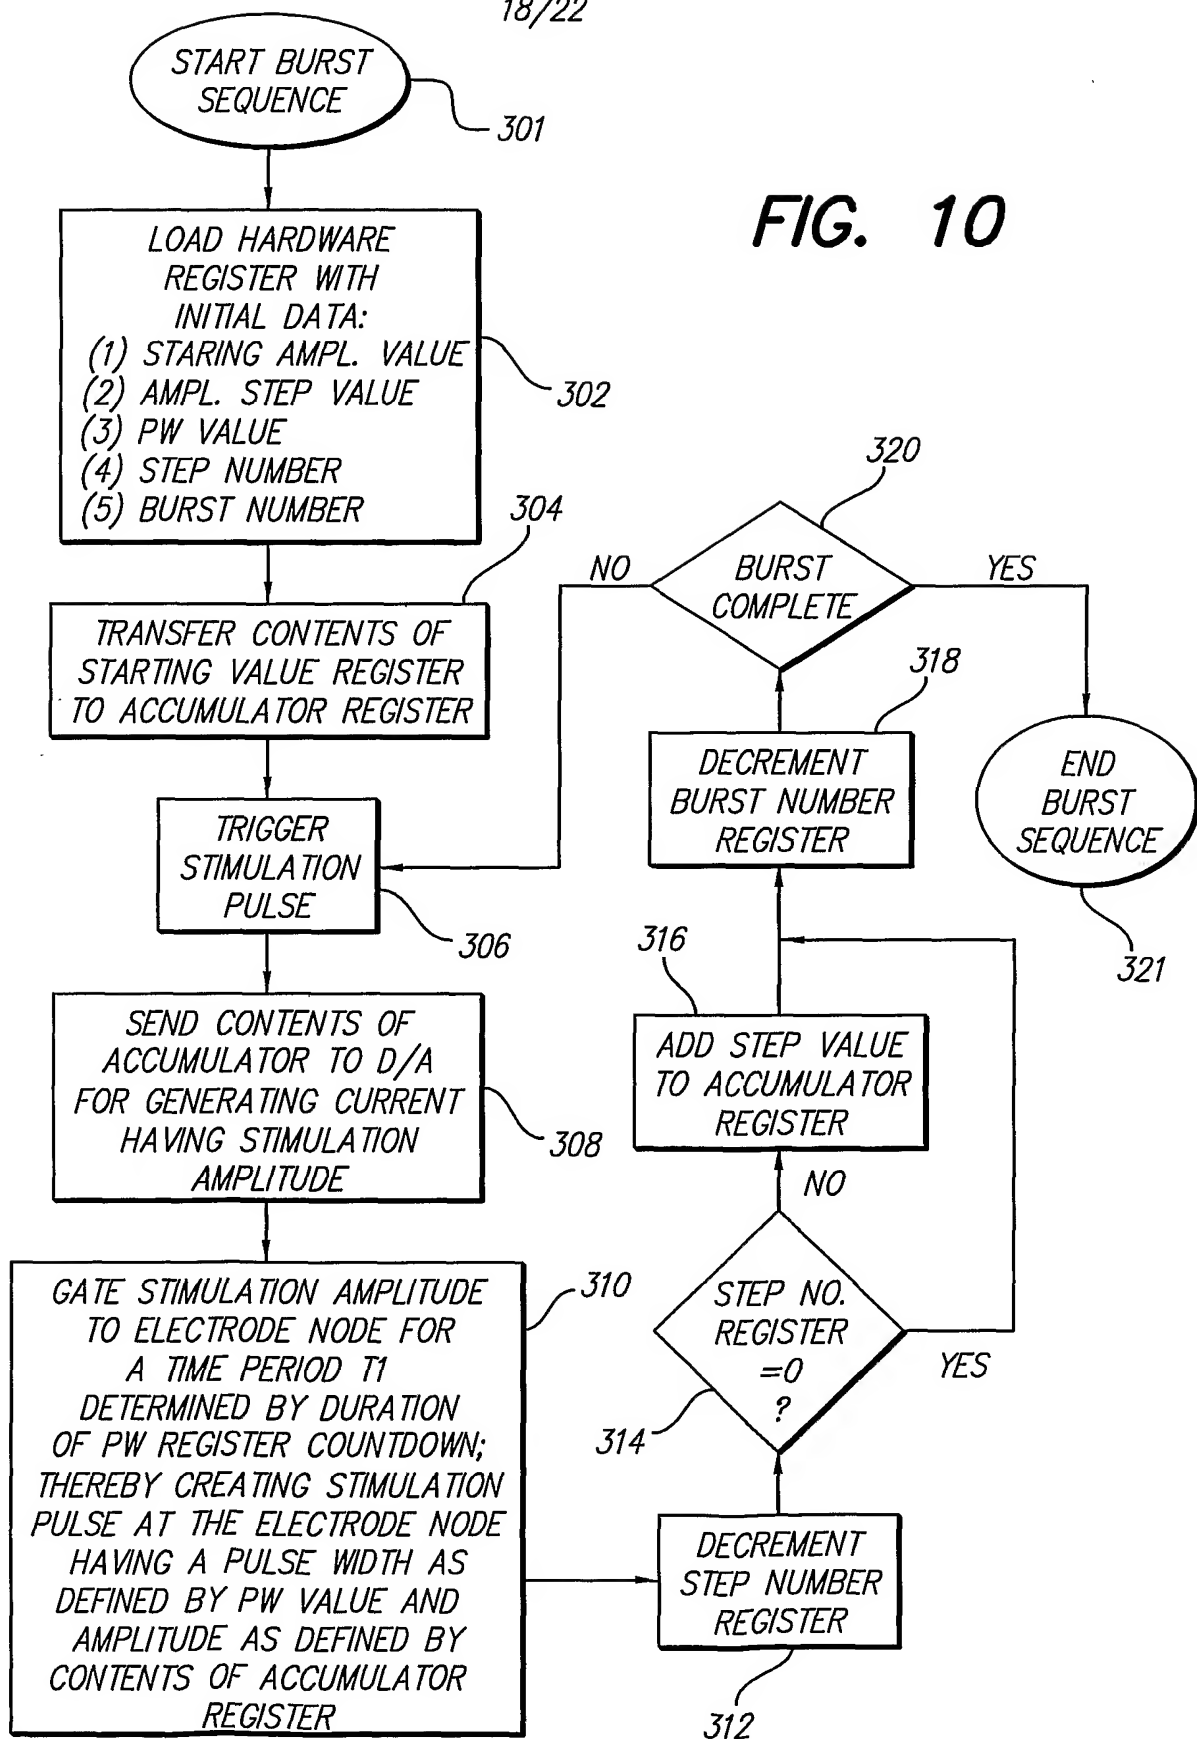 18/22
START BURST
SEQUENCE
301
FIG. 10
LOAD HARDWARE
REGISTER WITH
INITIAL DATA:
(1) STARING AMPL. VALUE
(2) AMPL. STEP VALUE
(3) PW VALUE
(4) STEP NUMBER
(5) BURST NUMBER
302
304
TRANSFER CONTENTS OF
STARTING VALUE REGISTER
TO ACCUMULATOR REGISTER
TRIGGER
STIMULATION
PULSE
306
SEND CONTENTS OF
ACCUMULATOR TO D/A
FOR GENERATING CURRENT
HAVING STIMULATION
AMPLITUDE
308
GATE STIMULATION AMPLITUDE
TO ELECTRODE NODE FOR
A TIME PERIOD T1
DETERMINED BY DURATION
OF PW REGISTER COUNTDOWN;
THEREBY CREATING STIMULATION
PULSE AT THE ELECTRODE NODE
HAVING A PULSE WIDTH AS
DEFINED BY PW VALUE AND
AMPLITUDE AS DEFINED BY
CONTENTS OF ACCUMULATOR
REGISTER
310
DECREMENT
STEP NUMBER
REGISTER
312
STEP NO.
REGISTER
=0
?
314
YES
NO
316
ADD STEP VALUE
TO ACCUMULATOR
REGISTER
DECREMENT
BURST NUMBER
REGISTER
318
320
BURST
COMPLETE
NO
YES
END
BURST
SEQUENCE
321